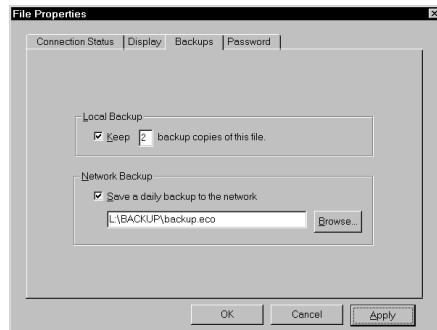 File Properties
Connection Status Display Backups Password
Local Backup
Keep 2 backup copies of this file.
Network Backup
Save a daily backup to the network
L:\BACKUP\backup.eco
Browse...
OK Cancel Apply